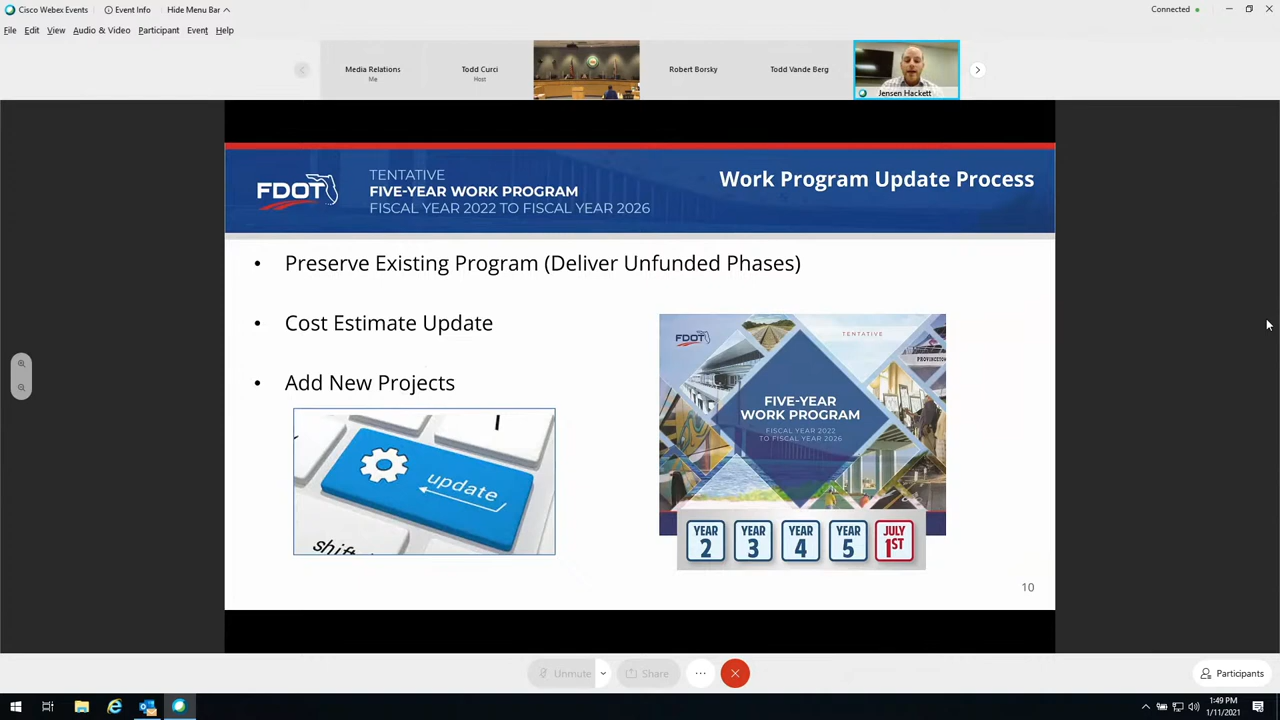 Cisco Webex Events
Event Info
Hide Menu Bar
Connected
File Edit View Audio & Video Participant Event Help
Media Relations
Me
Todd Curci
Host
Robert Borsky
Todd Vande Berg
Jensen Hackett
FDOT
TENTATIVE
FIVE-YEAR WORK PROGRAM
FISCAL YEAR 2022 TO FISCAL YEAR 2026
Work Program Update Process
• Preserve Existing Program (Deliver Unfunded Phases)
• Cost Estimate Update
• Add New Projects
update
shift
FDOT
TENTATIVE
FIVE-YEAR
WORK PROGRAM
FISCAL YEAR 2022
TO FISCAL YEAR 2026
YEAR
2
YEAR
3
YEAR
4
YEAR
5
JULY
1ST
10
Unmute
Share
Participants
1:49 PM
1/11/2021